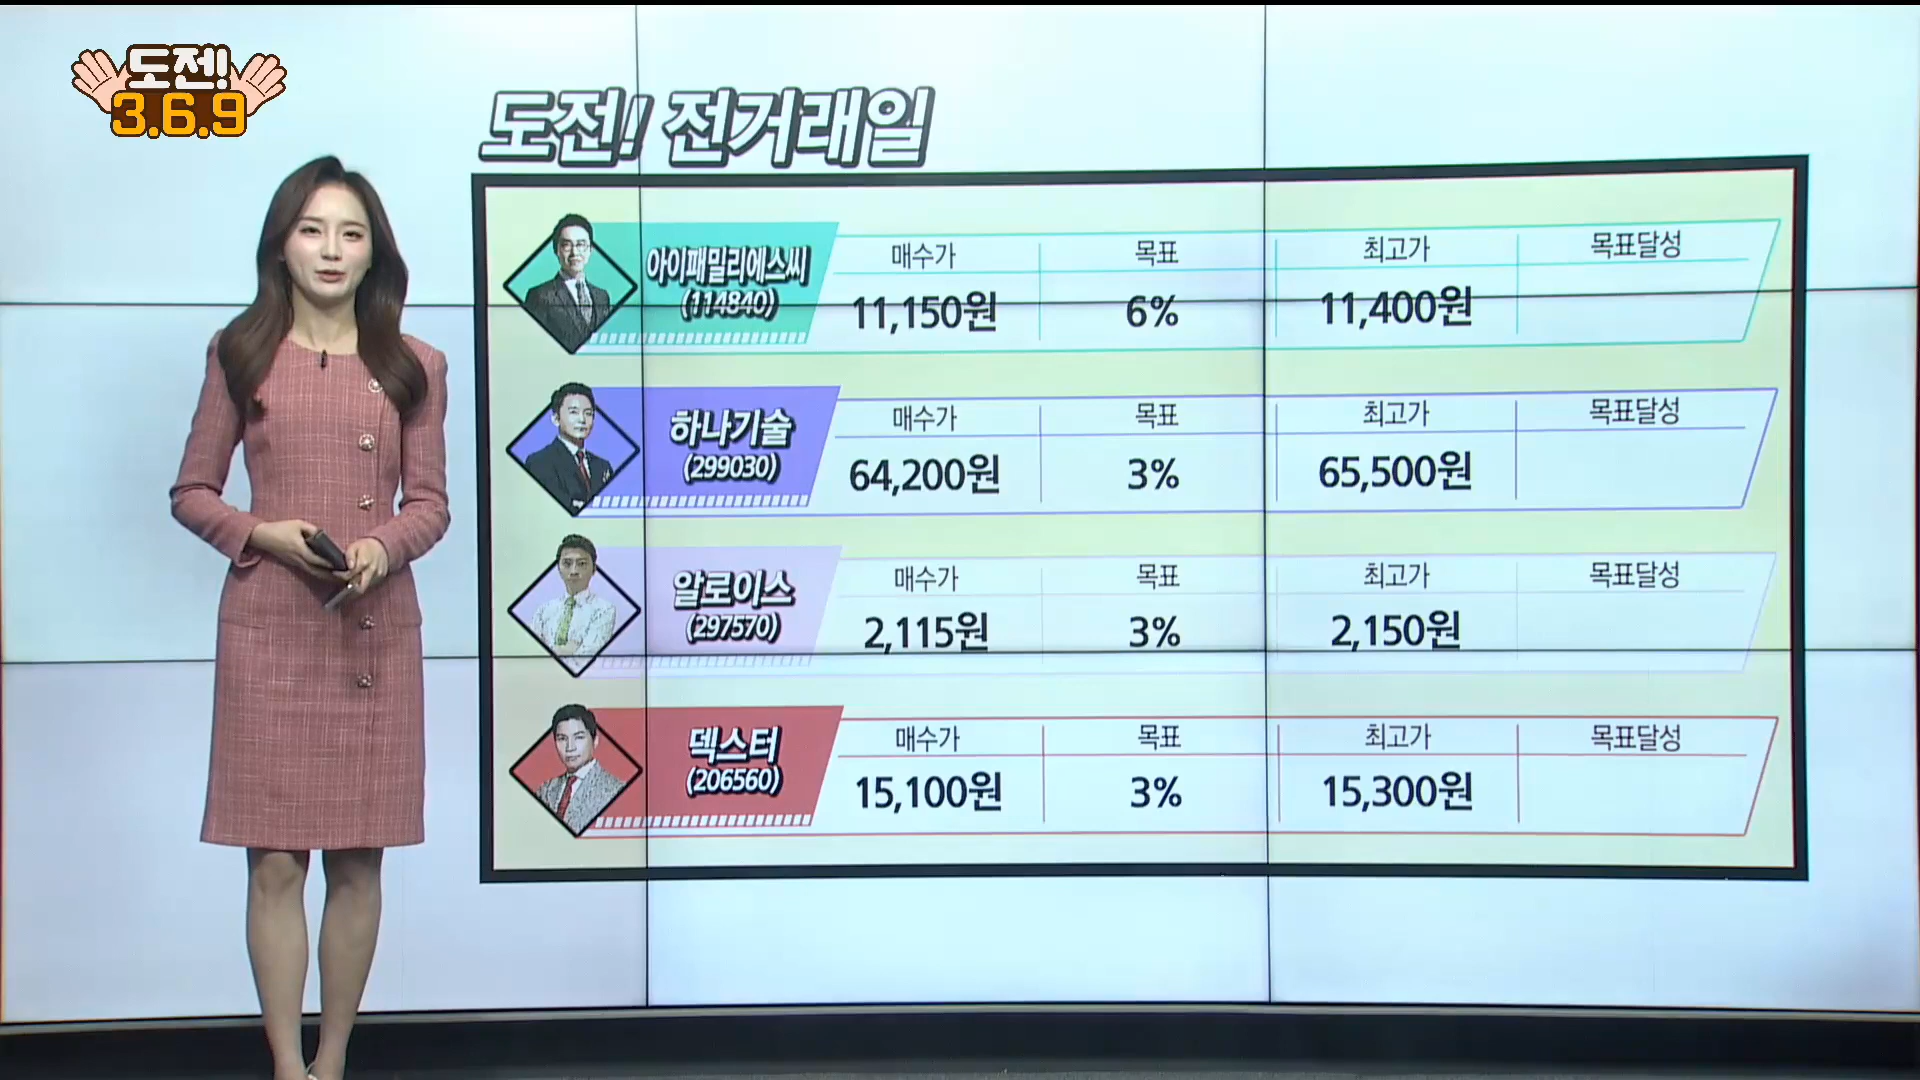 도전!
3.6.9
도전! 전거래일
아이패밀리에스씨
(114840)
매수가 목표 최고가 목표달성
11,150원 6% 11,400원
하나기술
(299030)
매수가 목표 최고가 목표달성
64,200원 3% 65,500원
알로이스
(297570)
매수가 목표 최고가 목표달성
2,115원 3% 2,150원
덱스터
(206560)
매수가 목표 최고가 목표달성
15,100원 3% 15,300원